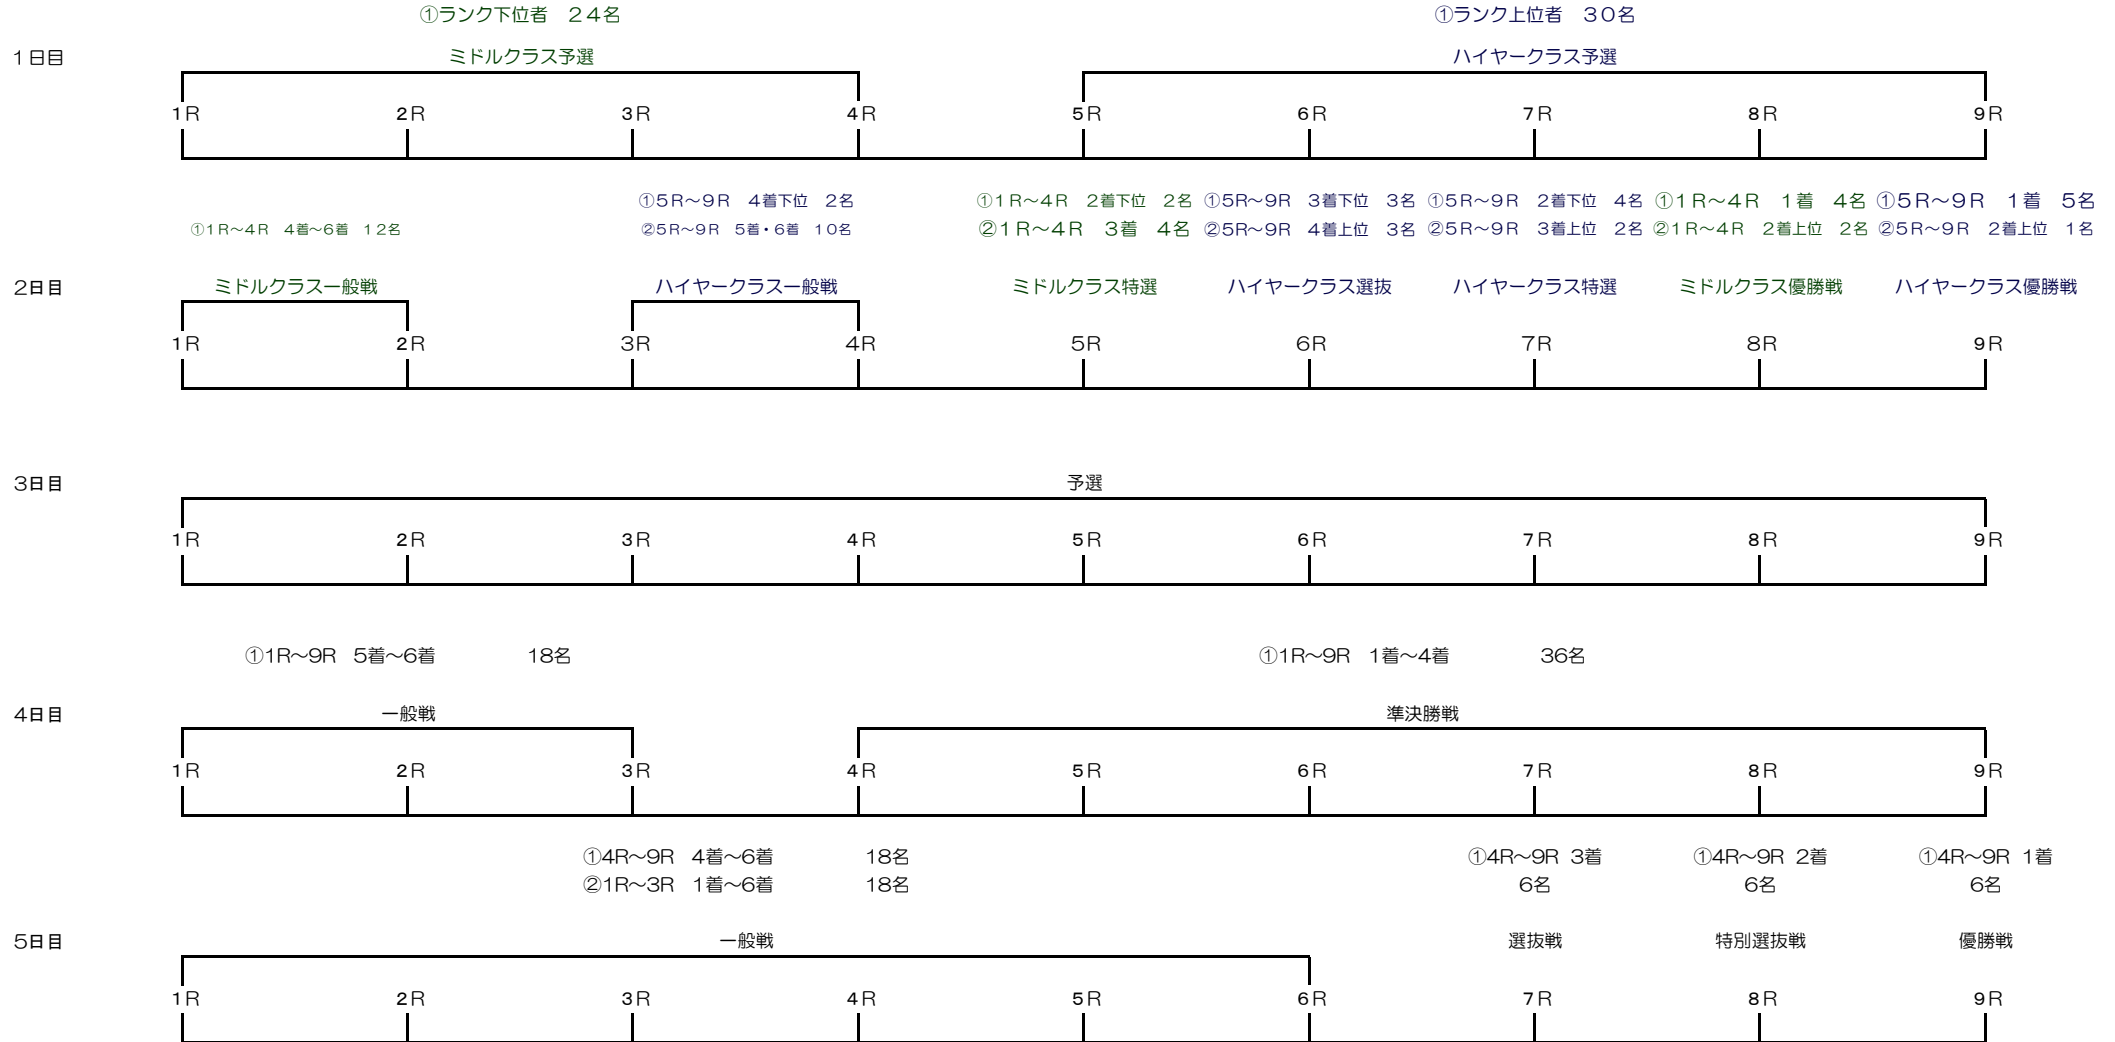 ①ランク下位者　２４名　①ランク上位者　３０名
1日目　ミドルクラス予選　ハイヤークラス予選
1R　2R　3R　4R　5R　6R　7R　8R　9R
①５Ｒ～９Ｒ　４着下位　２名　①１Ｒ～４Ｒ　２着下位　２名　①５Ｒ～９Ｒ　３着下位　３名　①５Ｒ～９Ｒ　２着下位　４名　①１Ｒ～４Ｒ　１着　４名　①５Ｒ～９Ｒ　１着　５名
①１Ｒ～４Ｒ　４着～６着　１２名　②５Ｒ～９Ｒ　５着・６着　１０名　②１Ｒ～４Ｒ　３着　４名　②５Ｒ～９Ｒ　４着上位　３名　②５Ｒ～９Ｒ　３着上位　２名　②１Ｒ～４Ｒ　２着上位　２名　②５Ｒ～９Ｒ　２着上位　１名
2日目　ミドルクラス一般戦　ハイヤークラス一般戦　ミドルクラス特選　ハイヤークラス選抜　ハイヤークラス特選　ミドルクラス優勝戦　ハイヤークラス優勝戦
1R　2R　3R　4R　5R　6R　7R　8R　9R
3日目　予選
1R　2R　3R　4R　5R　6R　7R　8R　9R
①1R～9R　5着～6着　18名　①1R～9R　1着～4着　36名
4日目　一般戦　準決勝戦
1R　2R　3R　4R　5R　6R　7R　8R　9R
①4R～9R　4着～6着　18名　①4R～9R 3着　①4R～9R 2着　①4R～9R 1着
②1R～3R　1着～6着　18名　6名　6名　6名
5日目　一般戦　選抜戦　特別選抜戦　優勝戦
1R　2R　3R　4R　5R　6R　7R　8R　9R